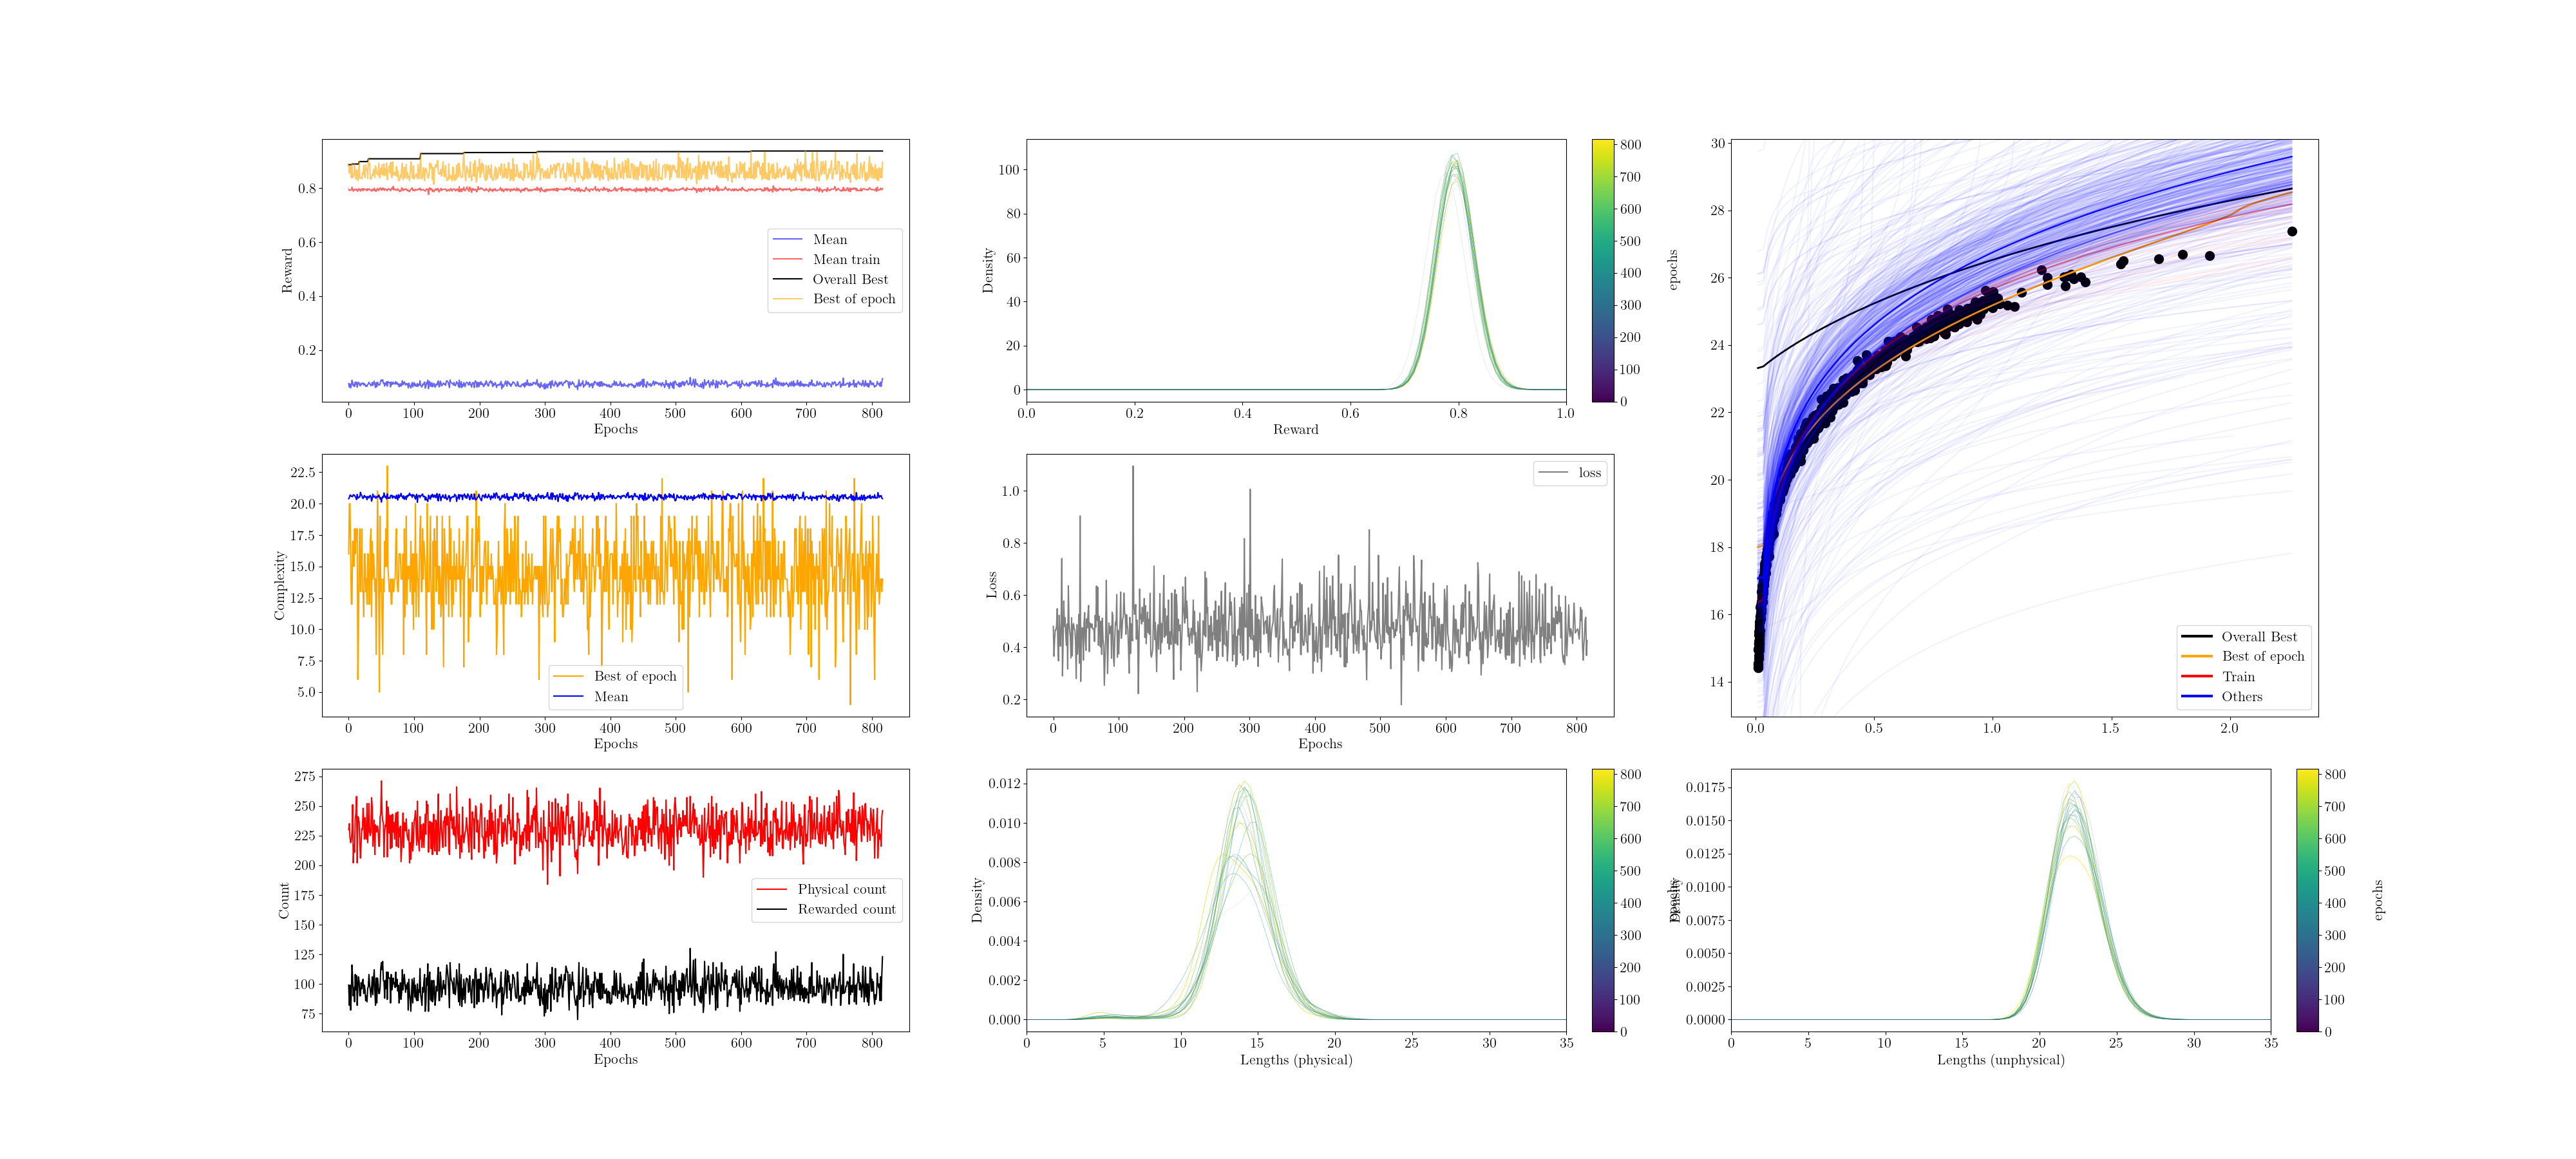 0.8
0.6
0.4
0.2
Reward
Mean
Mean train
Overall Best
Best of epoch
0 100 200 300 400 500 600 700 800
Epochs
100
80
60
40
20
0
Density
0.0 0.2 0.4 0.6 0.8 1.0
Reward
800
700
600
500
400
300
200
100
0
epochs
30
28
26
24
22
20
18
16
14
Overall Best
Best of epoch
Train
Others
0.0 0.5 1.0 1.5 2.0
22.5
20.0
17.5
15.0
12.5
10.0
7.5
5.0
Complexity
Best of epoch
Mean
0 100 200 300 400 500 600 700 800
Epochs
loss
1.0
0.8
0.6
0.4
0.2
Loss
0 100 200 300 400 500 600 700 800
Epochs
275
250
225
200
175
150
125
100
75
Count
Physical count
Rewarded count
0 100 200 300 400 500 600 700 800
Epochs
0.012
0.010
0.008
0.006
0.004
0.002
0.000
Density
0 5 10 15 20 25 30 35
Lengths (physical)
800
700
600
500
400
300
200
100
0
epochs
0.0175
0.0150
0.0125
0.0100
0.0075
0.0050
0.0025
0.0000
Density
0 5 10 15 20 25 30 35
Lengths (unphysical)
800
700
600
500
400
300
200
100
0
epochs